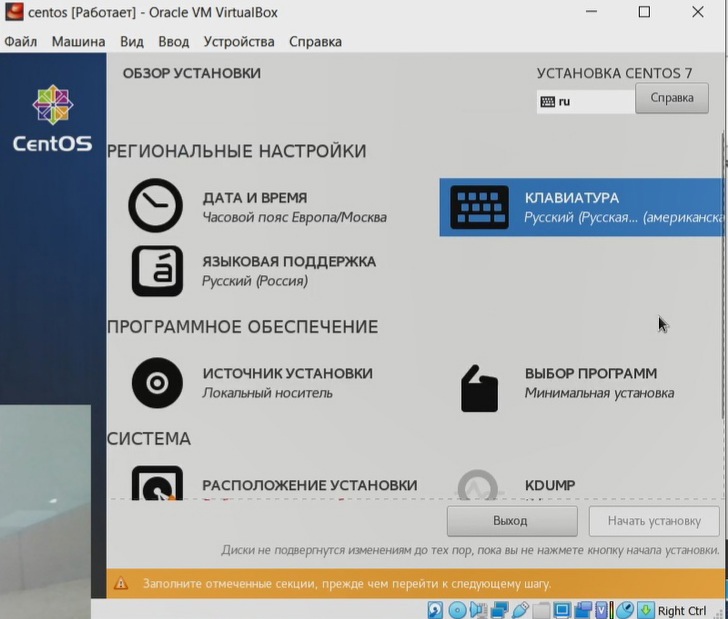 centos [Работает] - Oracle VM VirtualBox
Файл Машина Вид Ввод Устройства Справка
ОБЗОР УСТАНОВКИ
УСТАНОВКА CENTOS 7
ru
Справка
CentOS
РЕГИОНАЛЬНЫЕ НАСТРОЙКИ
ДАТА И ВРЕМЯ
Часовой пояс Европа/Москва
КЛАВИАТУРА
Русский (Русская... (американска
ЯЗЫКОВАЯ ПОДДЕРЖКА
Русский (Россия)
ПРОГРАММНОЕ ОБЕСПЕЧЕНИЕ
ИСТОЧНИК УСТАНОВКИ
Локальный носитель
ВЫБОР ПРОГРАММ
Минимальная установка
СИСТЕМА
РАСПОЛОЖЕНИЕ УСТАНОВКИ
KDUMP
Выход
Начать установку
Диски не подвергнутся изменениям до тех пор, пока вы не нажмете кнопку начала установки.
Заполните отмеченные секции, прежде чем перейти к следующему шагу.
Right Ctrl